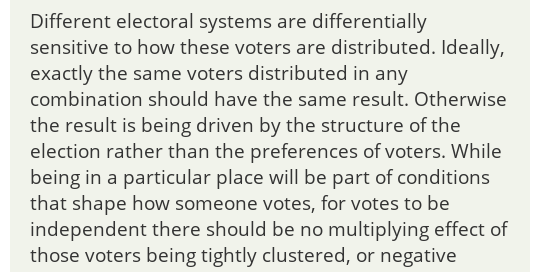 Different electoral systems are differentially
sensitive to how these voters are distributed. Ideally,
exactly the same voters distributed in any
combination should have the same result. Otherwise
the result is being driven by the structure of the
election rather than the preferences of voters. While
being in a particular place will be part of conditions
that shape how someone votes, for votes to be
independent there should be no multiplying effect of
those voters being tightly clustered, or negative